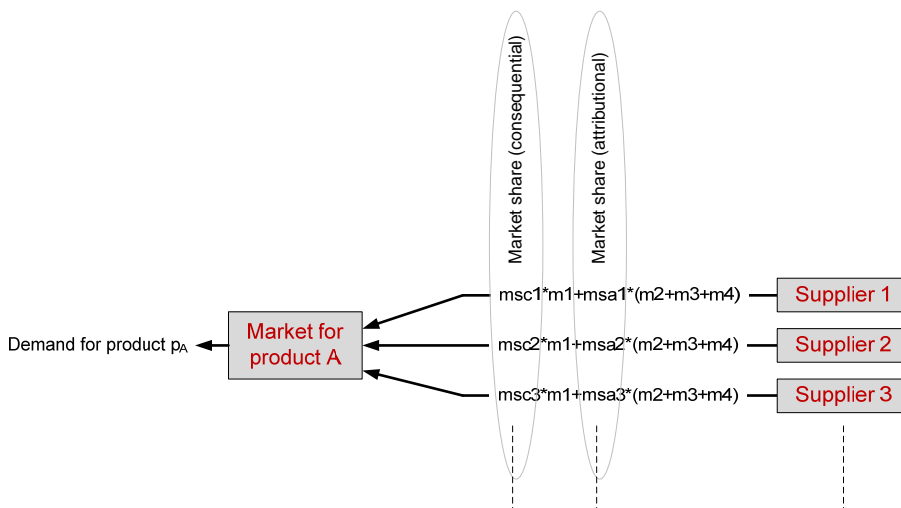 Market share (consequential)
Market share (attributional)
msc1*m1+msa1*(m2+m3+m4)
Supplier 1
Demand for product pA
Market for
product A
msc2*m1+msa2*(m2+m3+m4)
Supplier 2
msc3*m1+msa3*(m2+m3+m4)
Supplier 3